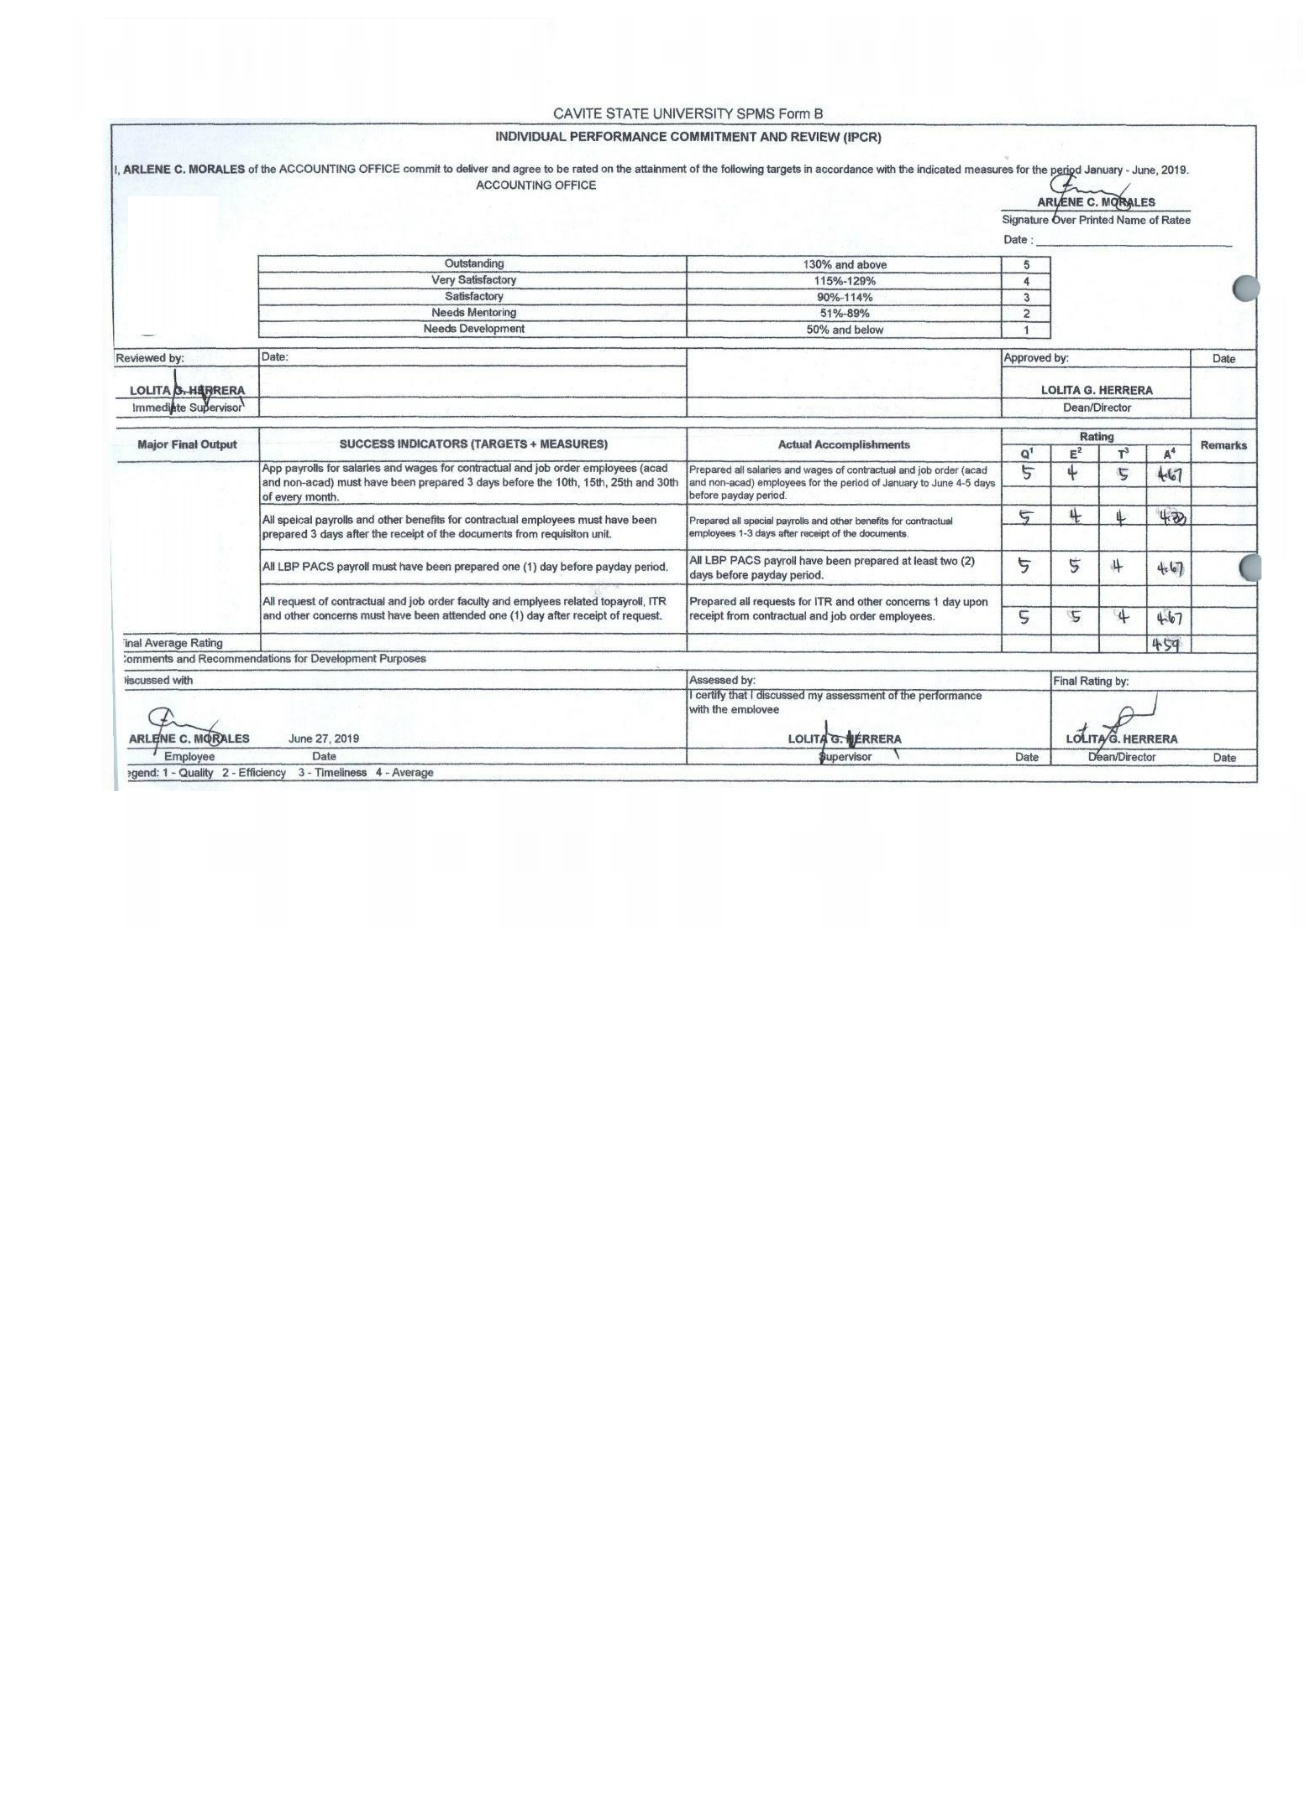 CAVITE STATE UNIVERSITY SPMS Form B
INDIVIDUAL PERFORMANCE COMMITMENT AND REVIEW (IPCR)
I, ARLENE C. MORALES of the ACCOUNTING OFFICE commit to deliver and agree to be rated on the attainment of the following targets in accordance with the indicated measures for the period January - June, 2019.
ACCOUNTING OFFICE
ARLENE C. MORALES
Signature Over Printed Name of Ratee
Date :
Outstanding 130% and above 5
Very Satisfactory 115%-129% 4
Satisfactory 90%-114% 3
Needs Mentoring 51%-89% 2
Needs Development 50% and below 1
Reviewed by: Date: Approved by: Date
LOLITA G. HERRERA LOLITA G. HERRERA
Immediate Supervisor Dean/Director
Major Final Output SUCCESS INDICATORS (TARGETS + MEASURES) Actual Accomplishments Rating Remarks
Q¹ E² T³ A⁴
App payrolls for salaries and wages for contractual and job order employees (acad
and non-acad) must have been prepared 3 days before the 10th, 15th, 25th and 30th
of every month.
Prepared all salaries and wages of contractual and job order (acad
and non-acad) employees for the period of January to June 4-5 days
before payday period.
5 4 5 4.67
All speical payrolls and other benefits for contractual employees must have been
prepared 3 days after the receipt of the documents from requisiton unit.
Prepared all special payrolls and other benefits for contractual
employees 1-3 days after receipt of the documents.
5 4 4 4.33
All LBP PACS payroll must have been prepared one (1) day before payday period.
All LBP PACS payroll have been prepared at least two (2)
days before payday period.
5 5 4 4.67
All request of contractual and job order faculty and emplyees related topayroll, ITR
and other concerns must have been attended one (1) day after receipt of request.
Prepared all requests for ITR and other concerns 1 day upon
receipt from contractual and job order employees.
5 5 4 4.67
inal Average Rating 4.59
omments and Recommendations for Development Purposes
iscussed with Assessed by: Final Rating by:
I certify that I discussed my assessment of the performance
with the employee
ARLENE C. MORALES June 27, 2019 LOLITA G. HERRERA LOLITA G. HERRERA
Employee Date Supervisor Date Dean/Director Date
egend: 1 - Quality 2 - Efficiency 3 - Timeliness 4 - Average